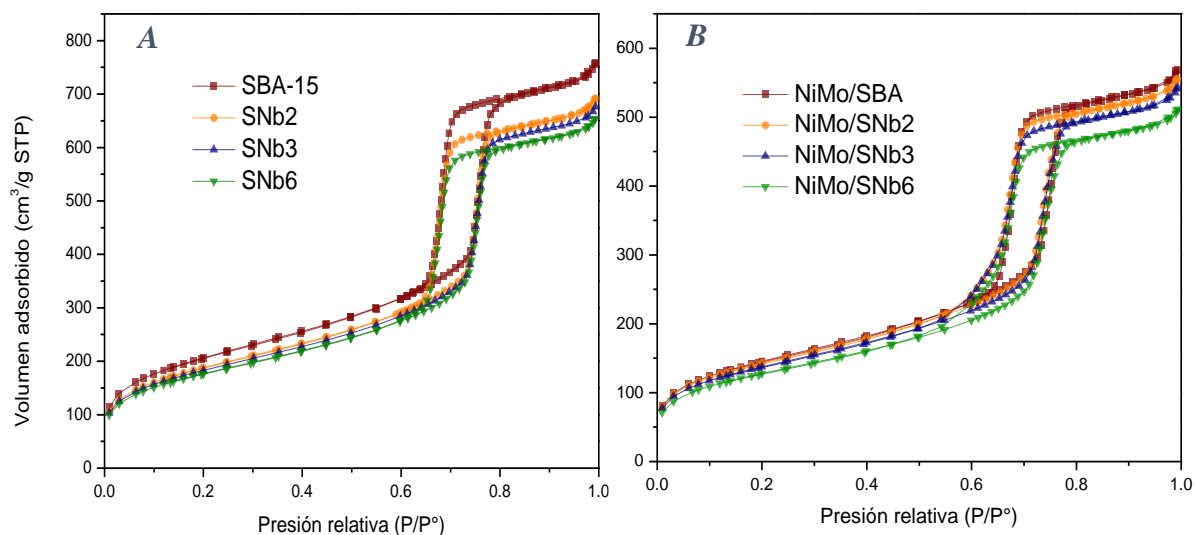 A
SBA-15
SNb2
SNb3
SNb6
Volumen adsorbido (cm³/g STP)
800
700
600
500
400
300
200
100
0
0.0 0.2 0.4 0.6 0.8 1.0
Presión relativa (P/P°)
B
NiMo/SBA
NiMo/SNb2
NiMo/SNb3
NiMo/SNb6
600
500
400
300
200
100
0
0.0 0.2 0.4 0.6 0.8 1.0
Presión relativa (P/P°)